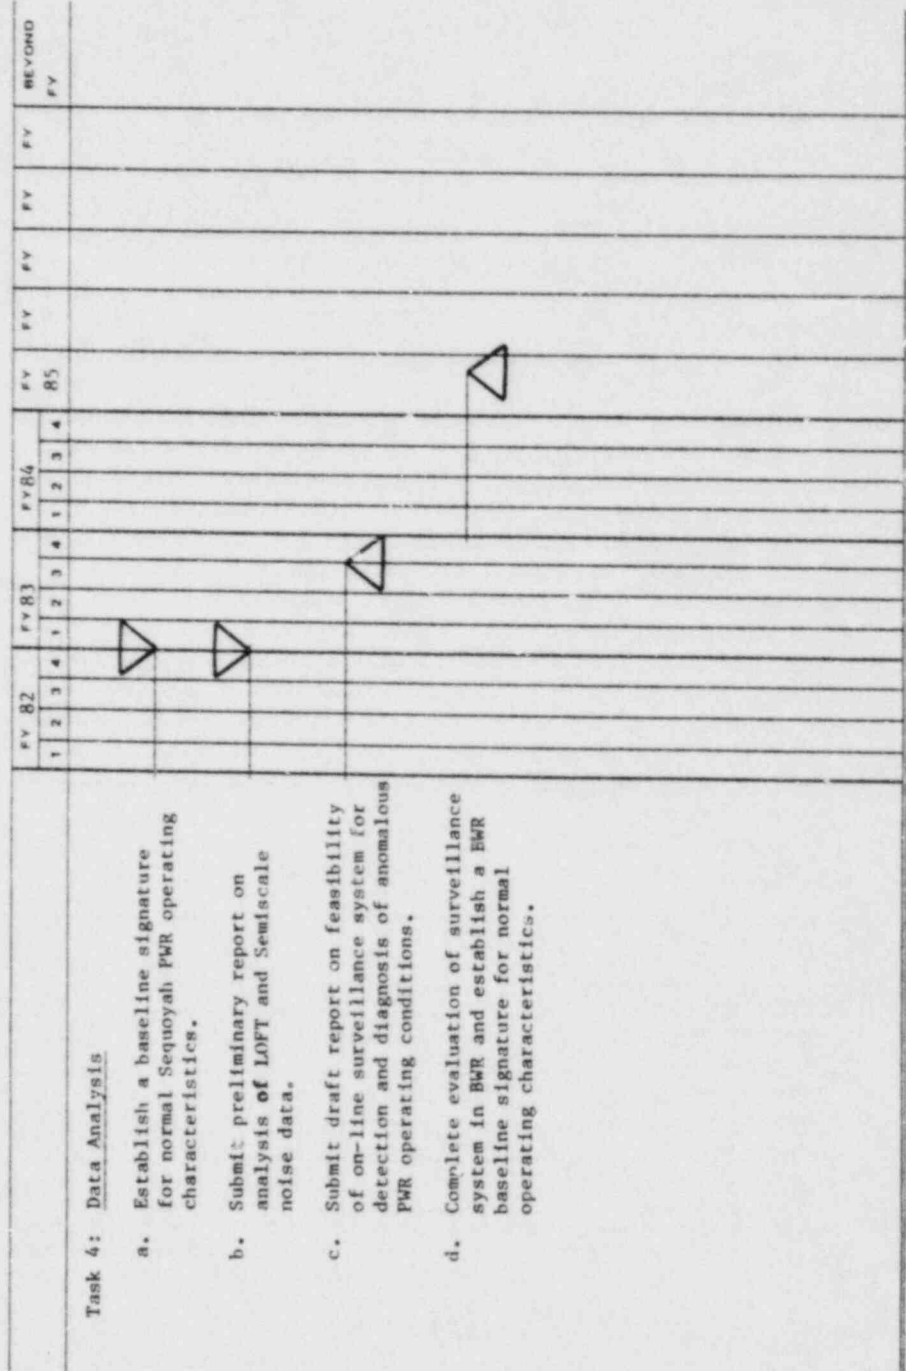 FY 82 FY 83 FY 84 FY 85 FY FY FY FY BEYOND FY
1 2 3 4 1 2 3 4 1 2 3 4
Task 4: Data Analysis
a. Establish a baseline signature
for normal Sequoyah PWR operating
characteristics.
b. Submit preliminary report on
analysis of LOFT and Semiscale
noise data.
c. Submit draft report on feasibility
of on-line surveillance system for
detection and diagnosis of anomalous
PWR operating conditions.
d. Complete evaluation of surveillance
system in BWR and establish a BWR
baseline signature for normal
operating characteristics.